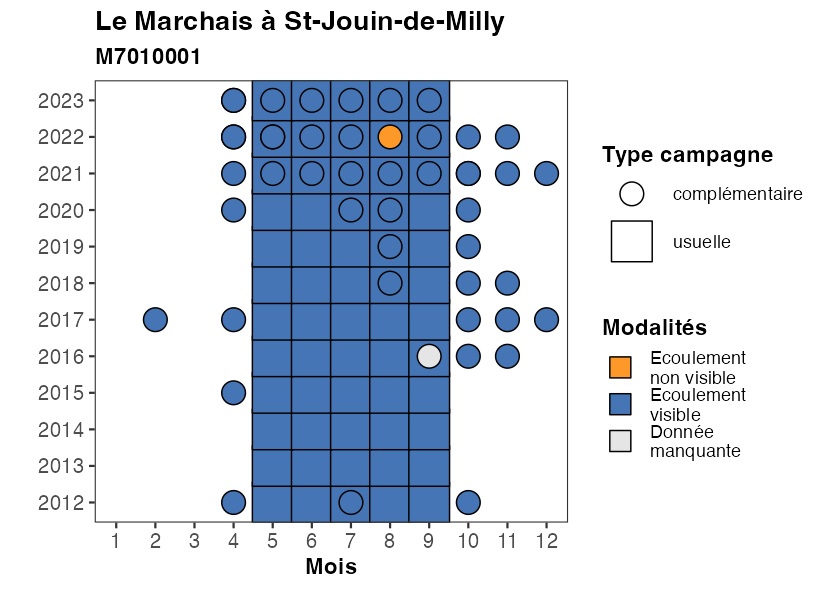 Le Marchais à St-Jouin-de-Milly
M7010001
2023
2022
2021
2020
2019
2018
2017
2016
2015
2014
2013
2012
1 2 3 4 5 6 7 8 9 10 11 12
Mois
Type campagne
complémentaire
usuelle
Modalités
Ecoulement
non visible
Ecoulement
visible
Donnée
manquante